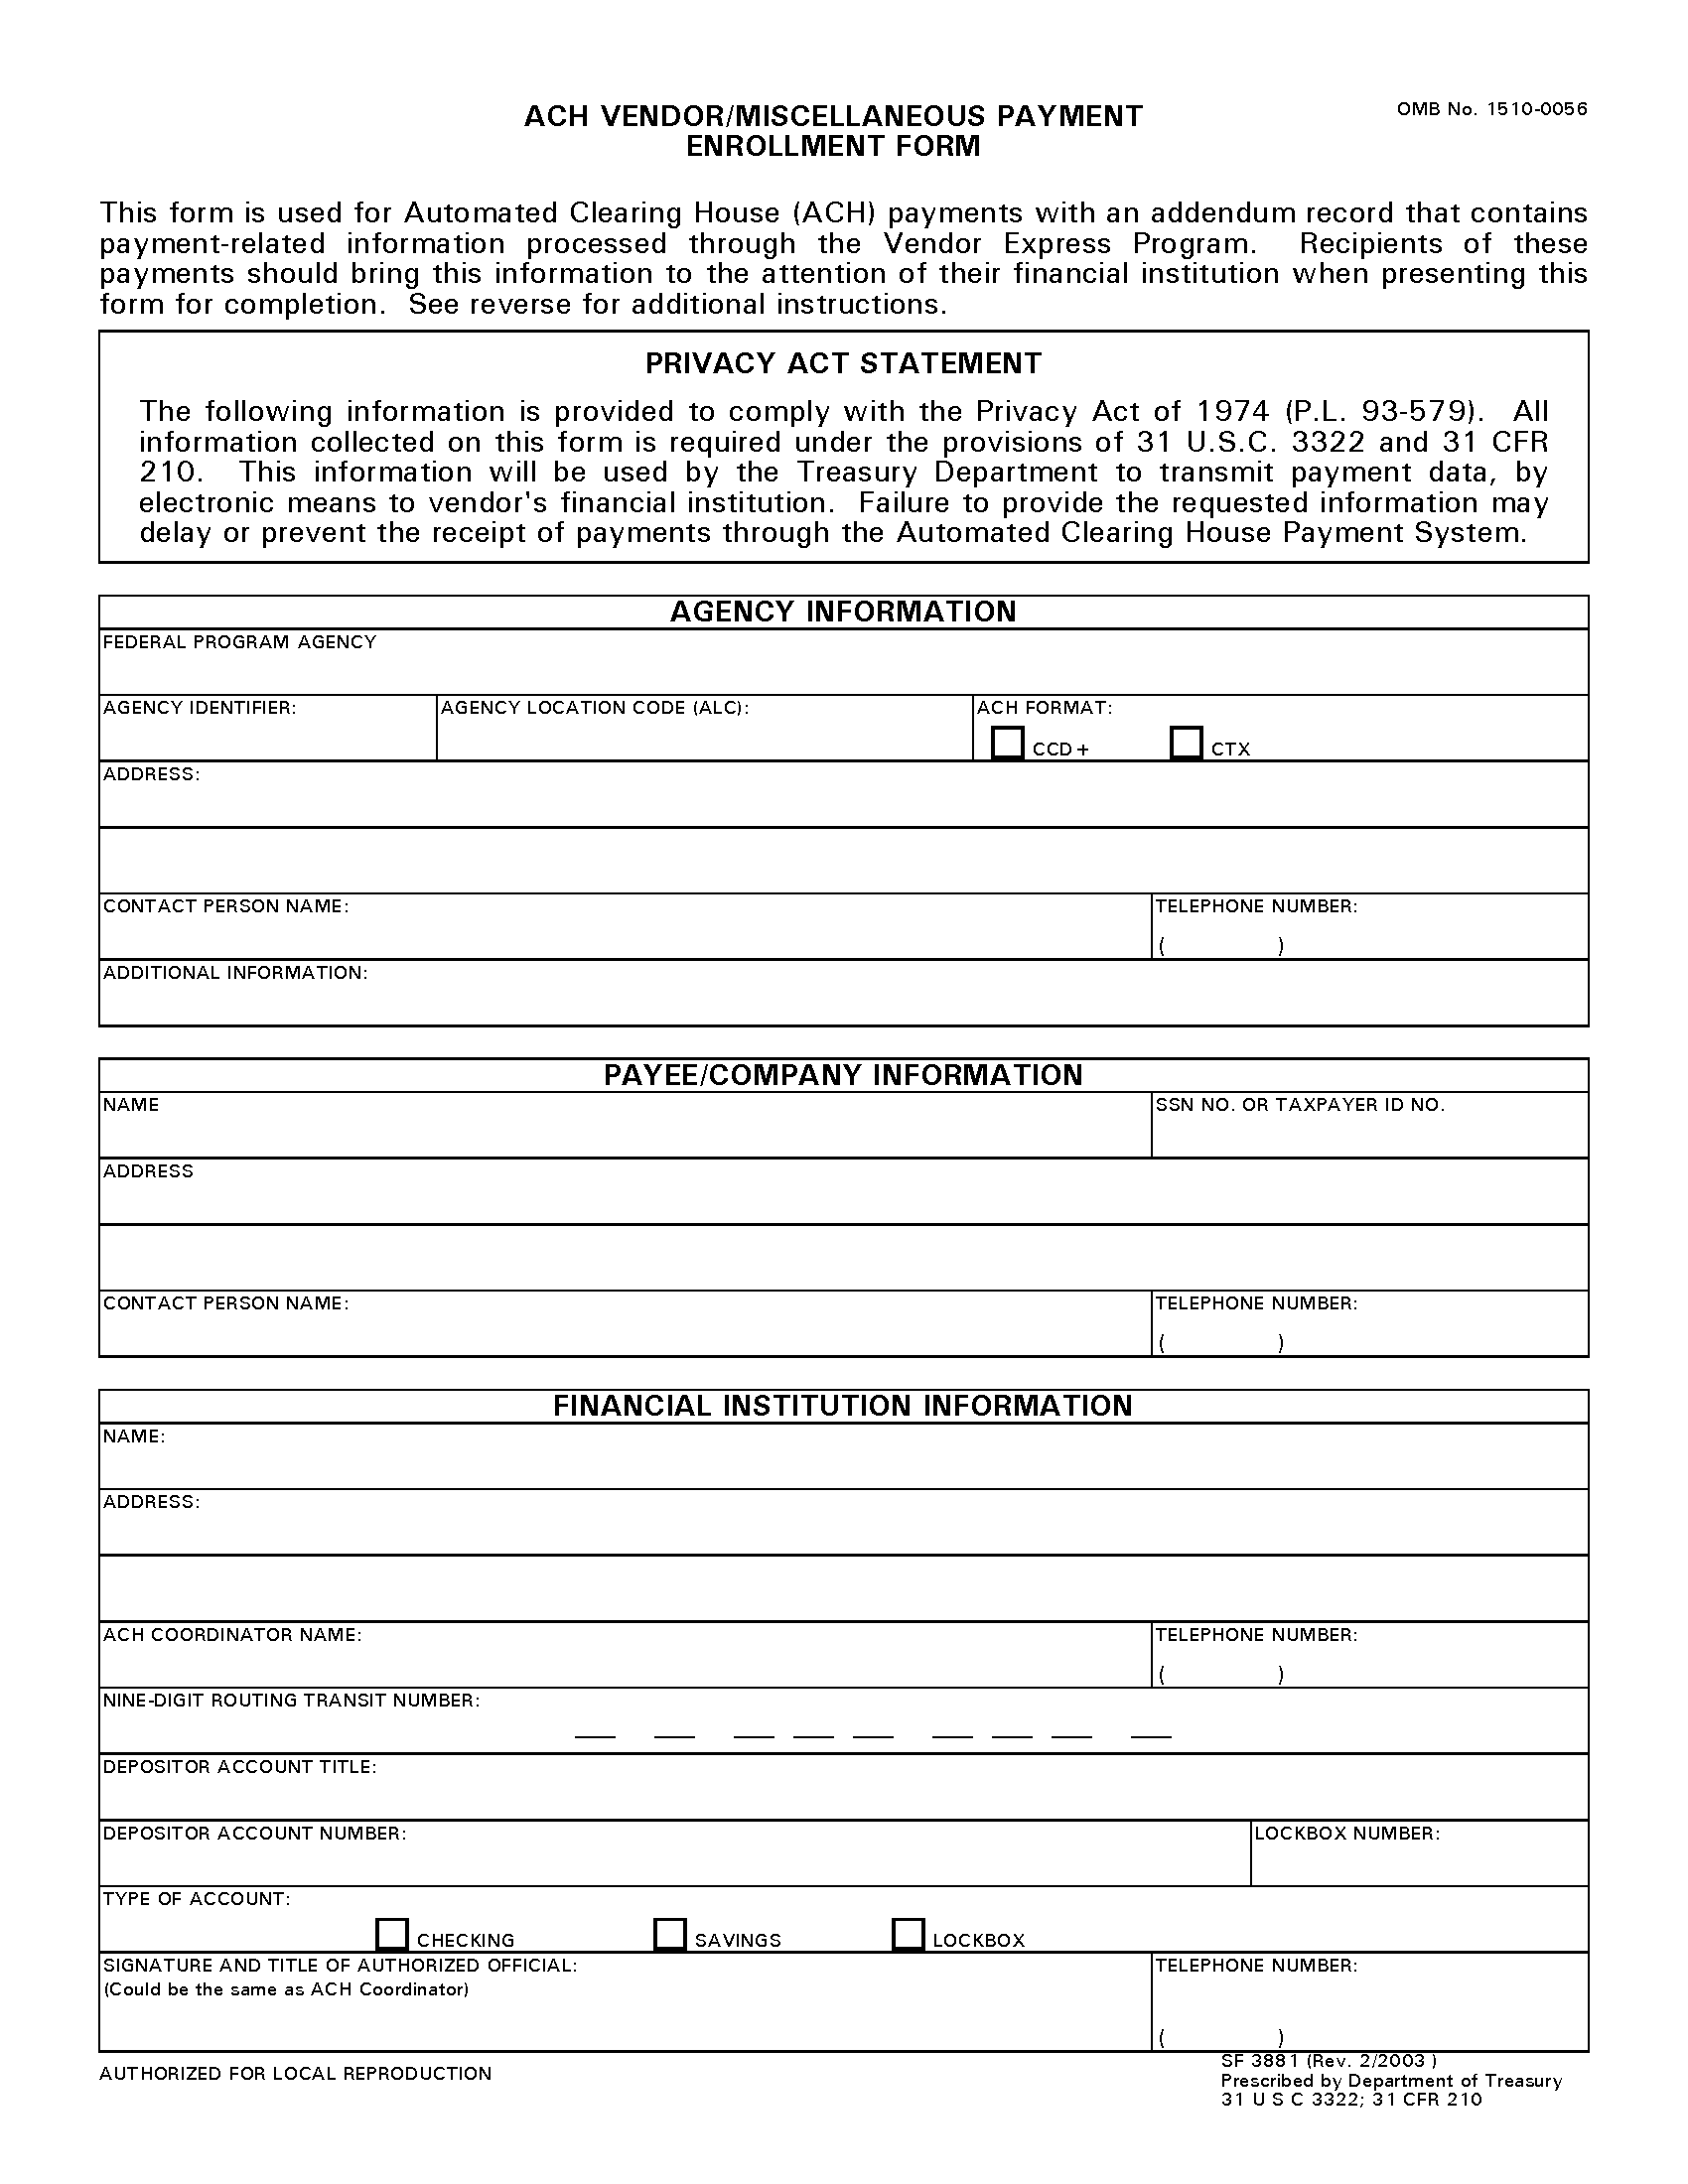 ACH VENDOR/MISCELLANEOUS PAYMENT
ENROLLMENT FORM
OMB No. 1510-0056
This form is used for Automated Clearing House (ACH) payments with an addendum record that contains
payment-related information processed through the Vendor Express Program. Recipients of these
payments should bring this information to the attention of their financial institution when presenting this
form for completion. See reverse for additional instructions.
PRIVACY ACT STATEMENT
The following information is provided to comply with the Privacy Act of 1974 (P.L. 93-579). All
information collected on this form is required under the provisions of 31 U.S.C. 3322 and 31 CFR
210. This information will be used by the Treasury Department to transmit payment data, by
electronic means to vendor's financial institution. Failure to provide the requested information may
delay or prevent the receipt of payments through the Automated Clearing House Payment System.
AGENCY INFORMATION
FEDERAL PROGRAM AGENCY
AGENCY IDENTIFIER:
AGENCY LOCATION CODE (ALC):
ACH FORMAT:
CCD+
CTX
ADDRESS:
CONTACT PERSON NAME:
TELEPHONE NUMBER:
( )
ADDITIONAL INFORMATION:
PAYEE/COMPANY INFORMATION
NAME
SSN NO. OR TAXPAYER ID NO.
ADDRESS
CONTACT PERSON NAME:
TELEPHONE NUMBER:
( )
FINANCIAL INSTITUTION INFORMATION
NAME:
ADDRESS:
ACH COORDINATOR NAME:
TELEPHONE NUMBER:
( )
NINE-DIGIT ROUTING TRANSIT NUMBER:
DEPOSITOR ACCOUNT TITLE:
DEPOSITOR ACCOUNT NUMBER:
LOCKBOX NUMBER:
TYPE OF ACCOUNT:
CHECKING
SAVINGS
LOCKBOX
SIGNATURE AND TITLE OF AUTHORIZED OFFICIAL:
(Could be the same as ACH Coordinator)
TELEPHONE NUMBER:
( )
AUTHORIZED FOR LOCAL REPRODUCTION
SF 3881 (Rev. 2/2003 )
Prescribed by Department of Treasury
31 U S C 3322; 31 CFR 210